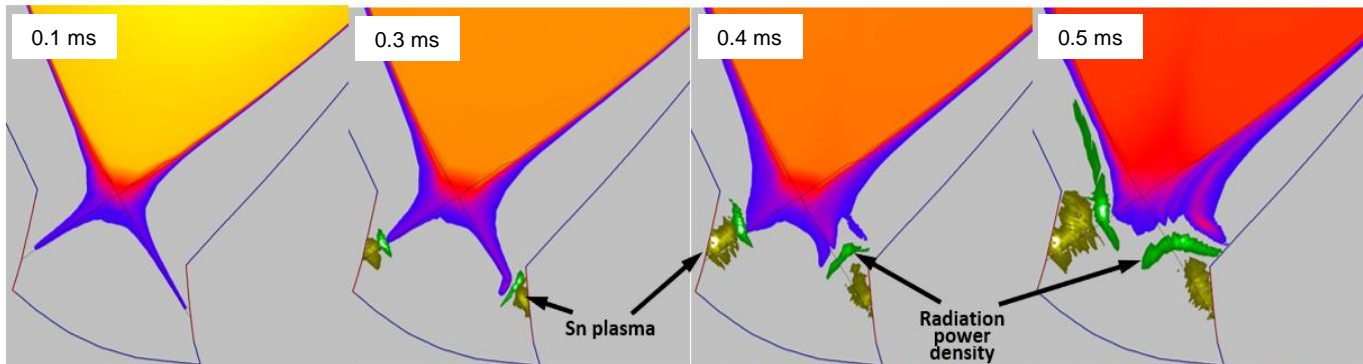 0.1 ms
0.3 ms
0.4 ms
0.5 ms
Sn plasma
Radiation
power
density